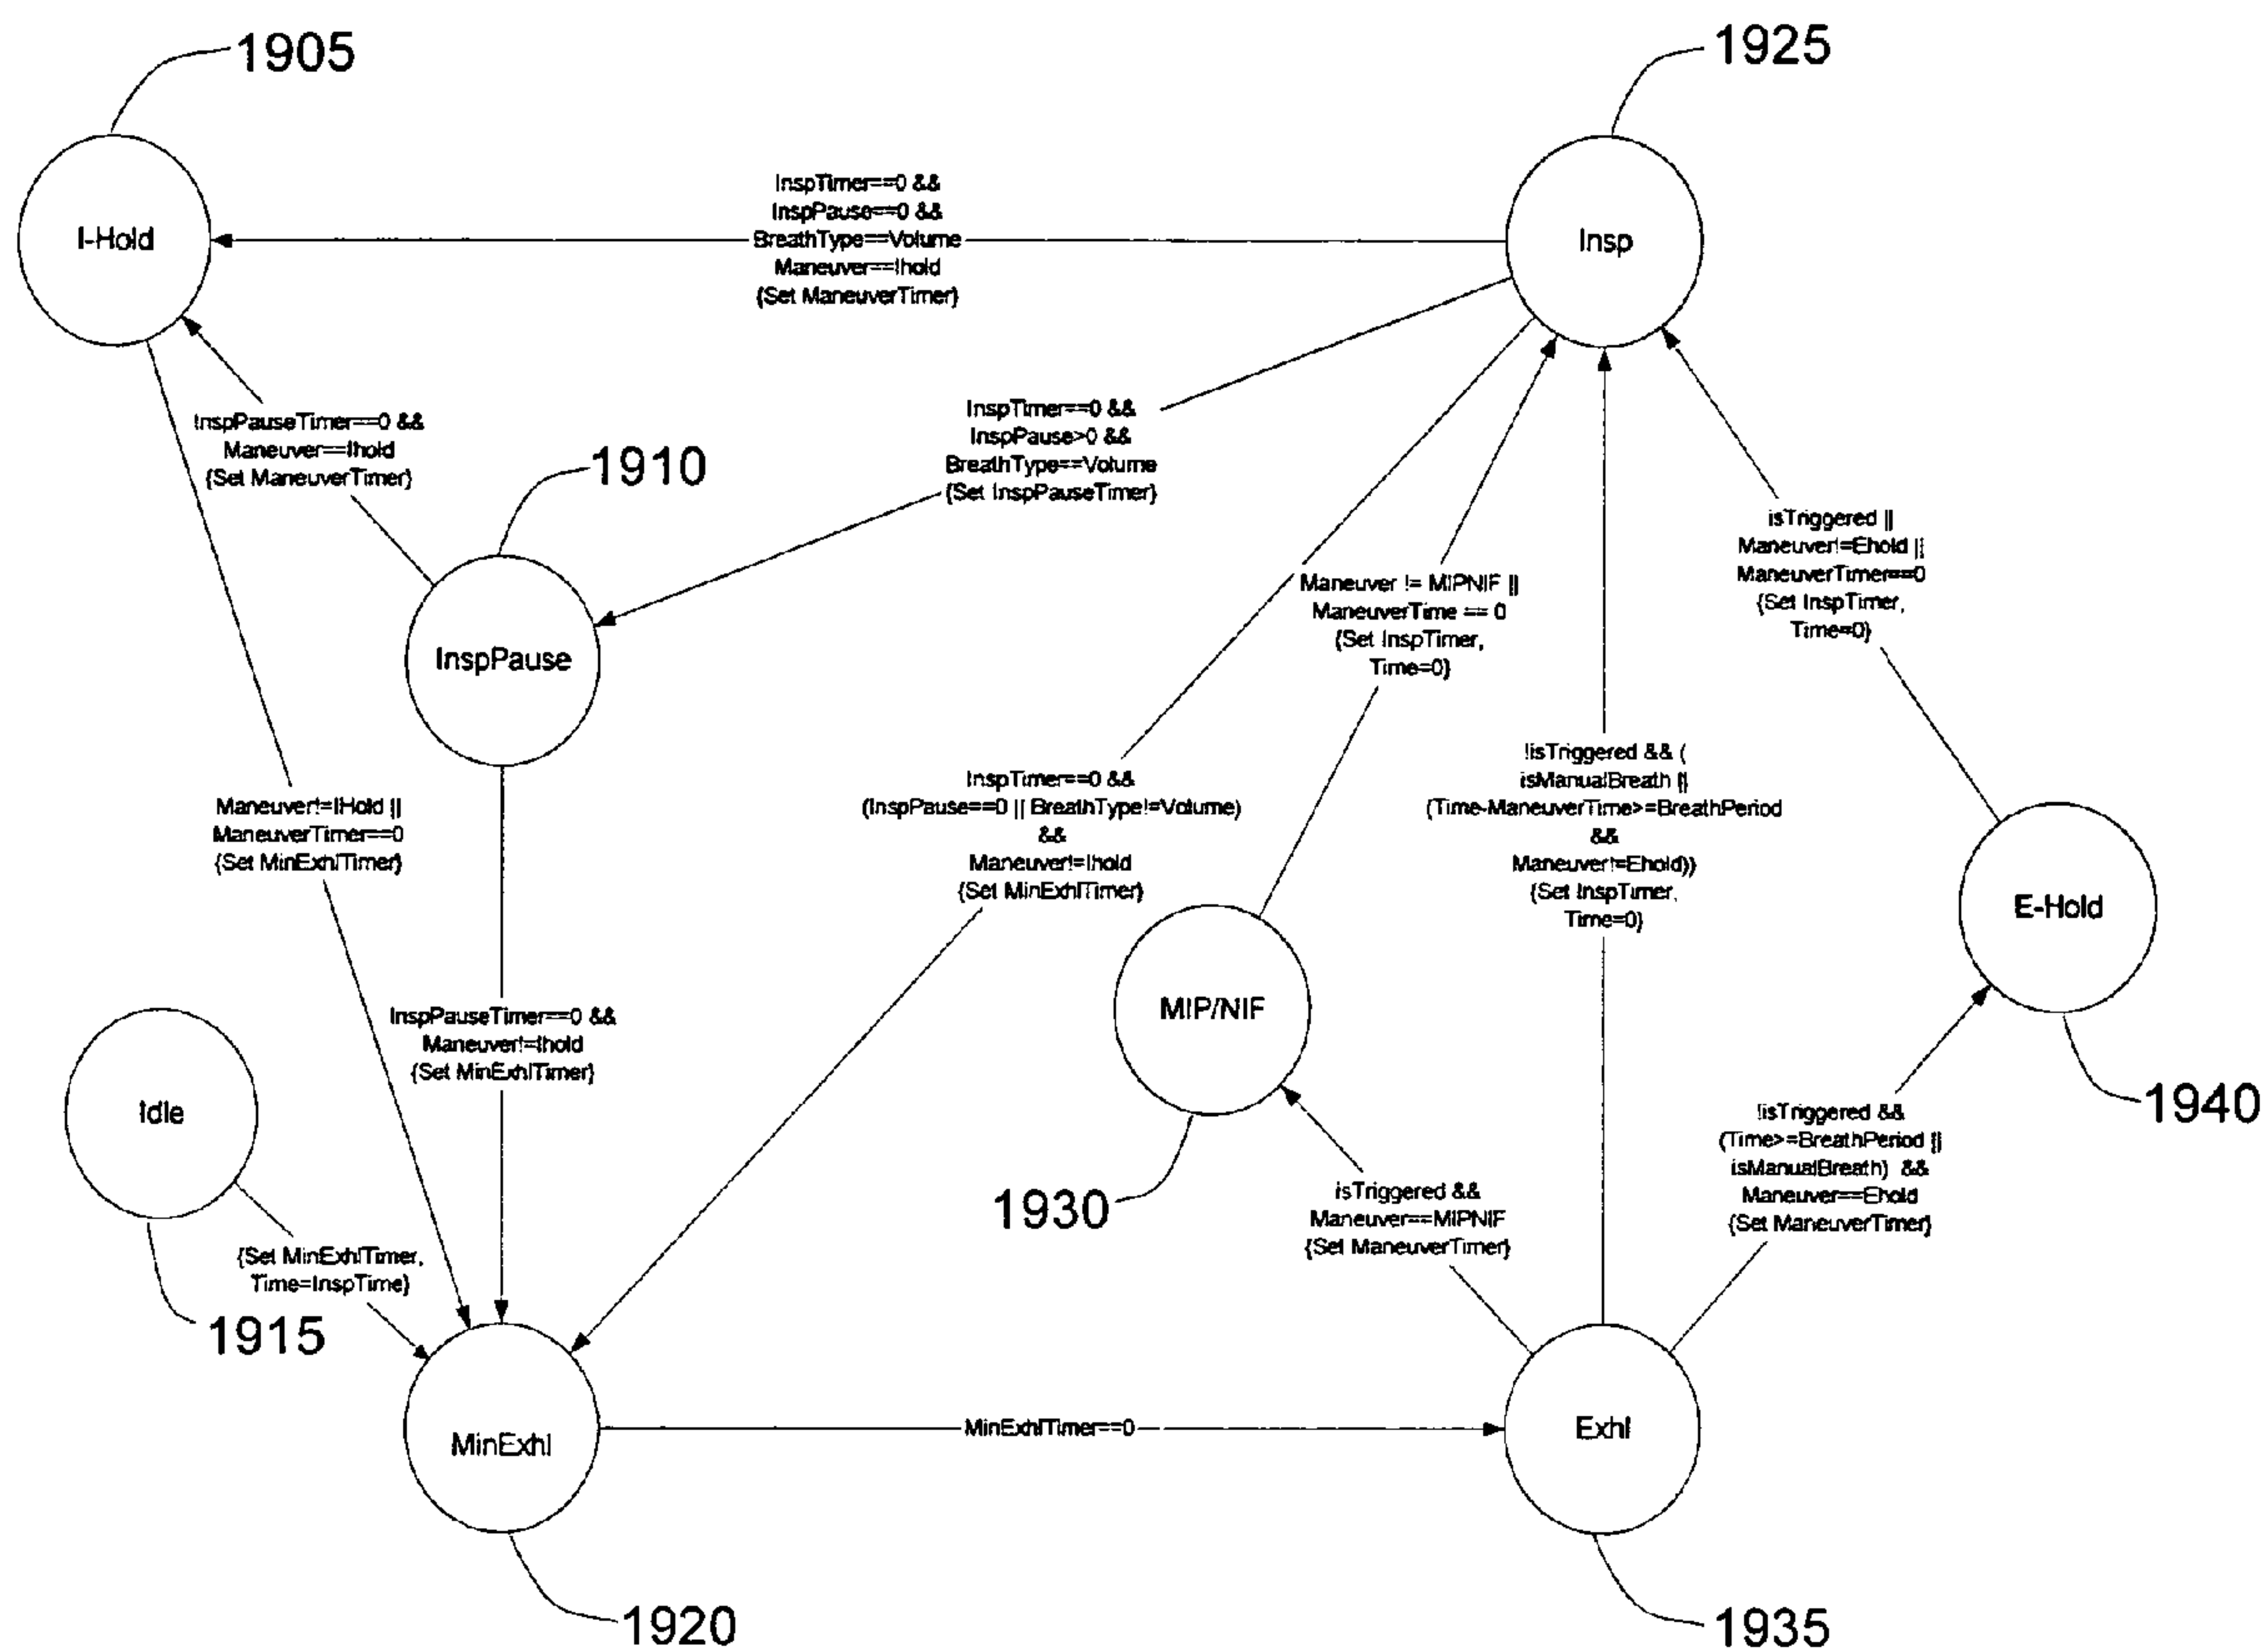 1905
1925
I-Hold
Insp
InspTimer==0 &&
InspPause==0 &&
BreathType==Volume
Maneuver==Ihold
{Set ManeuverTimer}
InspPauseTimer==0 &&
Maneuver==Ihold
{Set ManeuverTimer}
1910
InspTimer==0 &&
InspPause>0 &&
BreathType==Volume
{Set InspPauseTimer}
isTriggered ||
Maneuver!=Ehold ||
ManeuverTimer==0
{Set InspTimer,
Time=0}
InspPause
Maneuver != MIPNIF ||
ManeuverTime == 0
{Set InspTimer,
Time=0}
Maneuver!=IHold ||
ManeuverTimer==0
{Set MinExhlTimer}
InspTimer==0 &&
(InspPause==0 || BreathType!=Volume)
&&
Maneuver!=Ihold
{Set MinExhlTimer}
!isTriggered && (
isManualBreath ||
(Time-ManeuverTime>=BreathPeriod
&&
Maneuver!=Ehold))
{Set InspTimer,
Time=0}
E-Hold
InspPauseTimer==0 &&
Maneuver!=Ihold
{Set MinExhlTimer}
MIP/NIF
Idle
1940
!isTriggered &&
(Time>=BreathPeriod ||
isManualBreath) &&
Maneuver==Ehold
{Set ManeuverTimer}
1930
isTriggered &&
Maneuver==MIPNIF
{Set ManeuverTimer}
{Set MinExhlTimer,
Time=InspTime}
1915
MinExhl
MinExhlTimer==0
Exhl
1920
1935